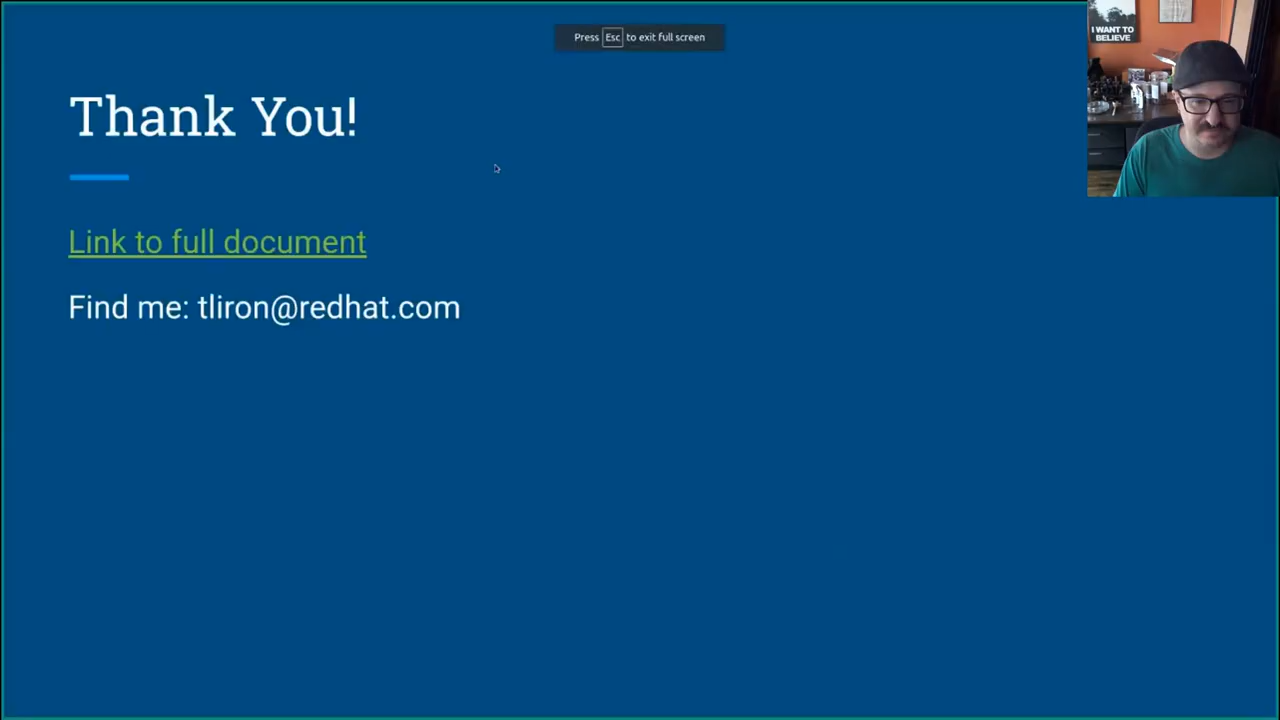 Press Esc to exit full screen
I WANT TO
BELIEVE
Thank You!
Link to full document
Find me: tliron@redhat.com